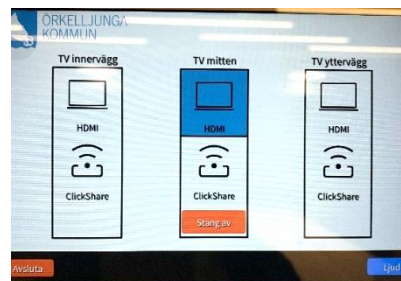 ÖRKELLJUNGA
KOMMUN
TV innervägg
TV mitten
TV yttervägg
HDMI
HDMI
HDMI
ClickShare
ClickShare
ClickShare
Stäng av
Avsluta
Ljud